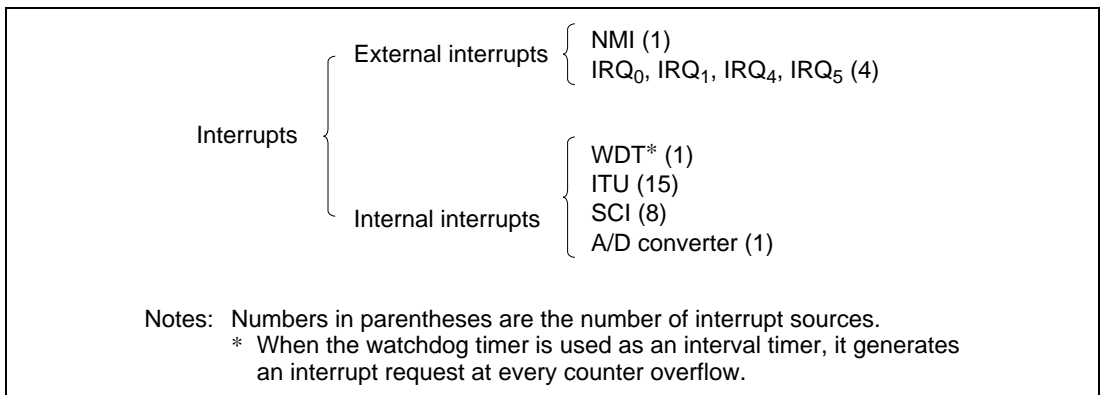 External interrupts
NMI (1)
IRQ₀, IRQ₁, IRQ₄, IRQ₅ (4)
Interrupts
Internal interrupts
WDT* (1)
ITU (15)
SCI (8)
A/D converter (1)
Notes: Numbers in parentheses are the number of interrupt sources.
* When the watchdog timer is used as an interval timer, it generates
an interrupt request at every counter overflow.